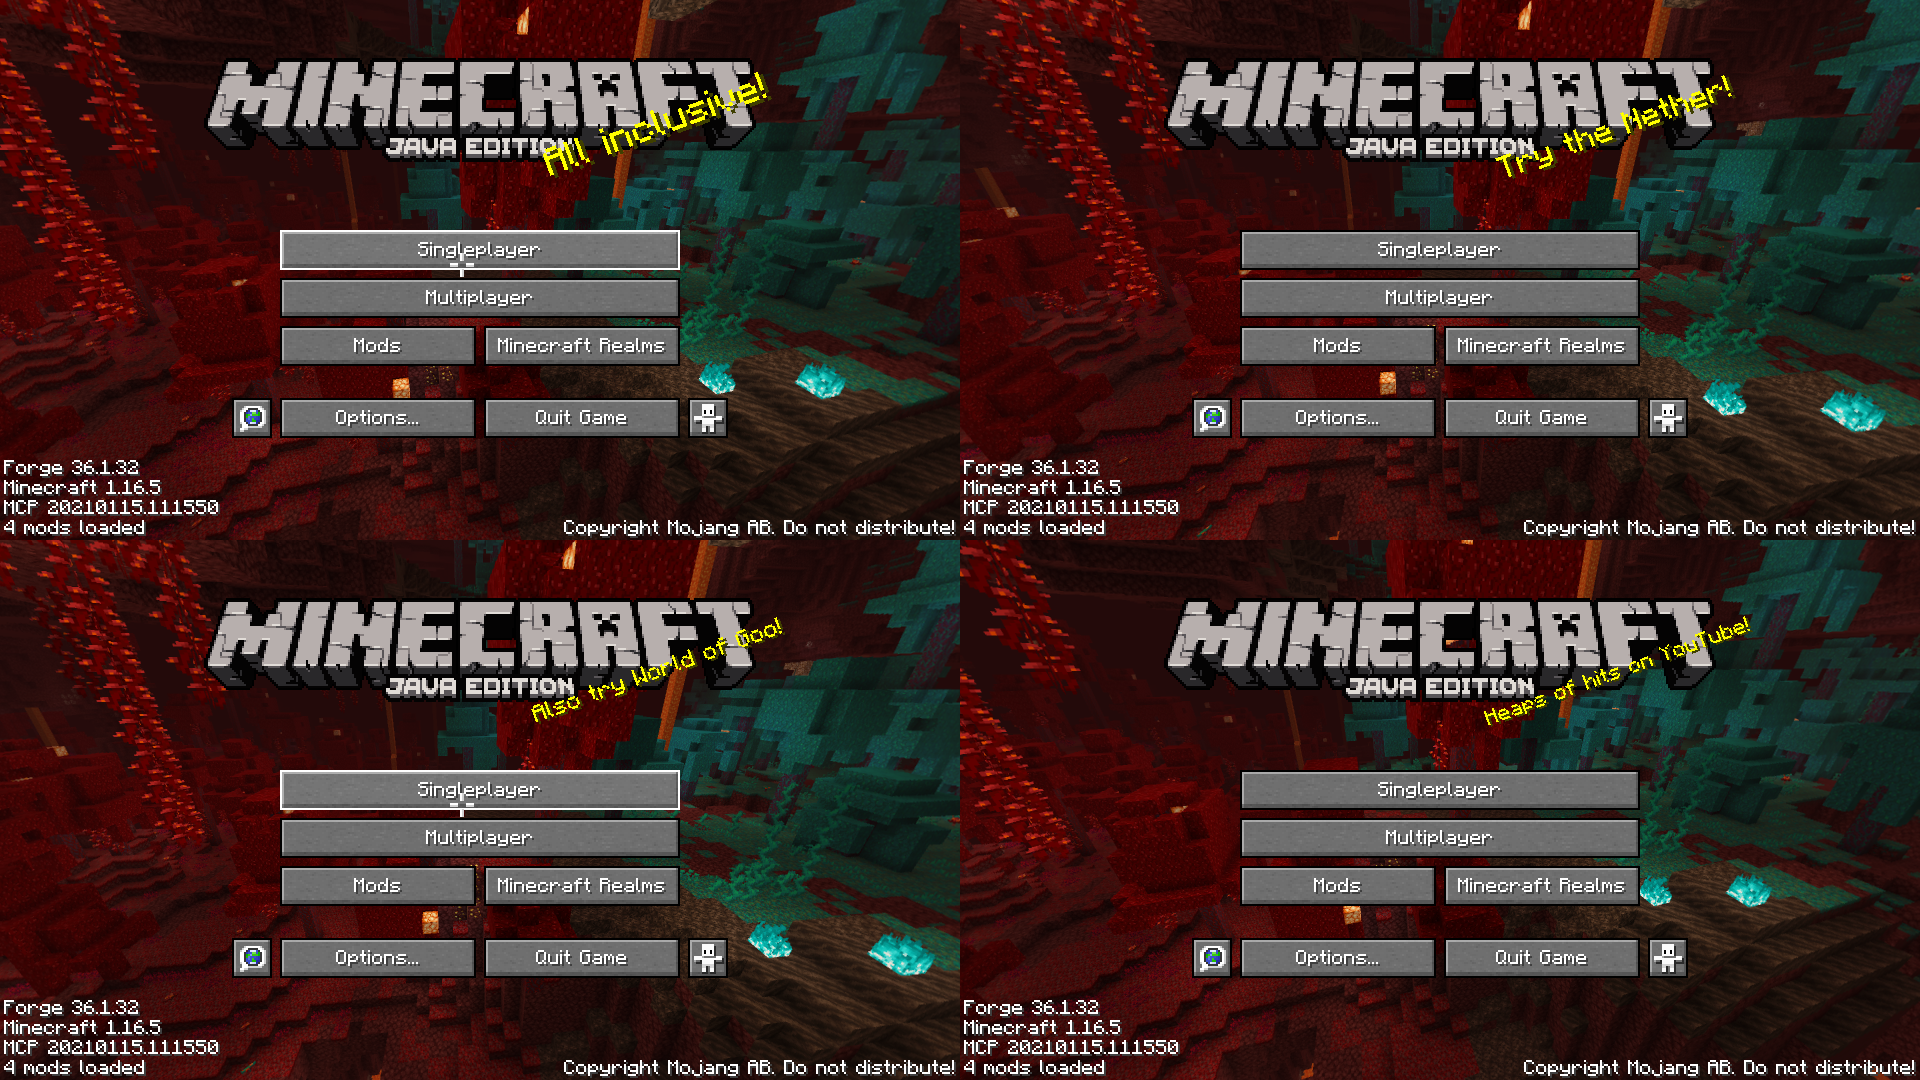 MINECRAFT
JAVA EDITION
All inclusive!
Singleplayer
Multiplayer
Mods
Minecraft Realms
Options...
Quit Game
Forge 36.1.32
Minecraft 1.16.5
MCP 20210115.111550
4 mods loaded
Copyright Mojang AB. Do not distribute!
MINECRAFT
JAVA EDITION
Try the Nether!
Singleplayer
Multiplayer
Mods
Minecraft Realms
Options...
Quit Game
Forge 36.1.32
Minecraft 1.16.5
MCP 20210115.111550
4 mods loaded
Copyright Mojang AB. Do not distribute!
MINECRAFT
JAVA EDITION
Also try World of Goo!
Singleplayer
Multiplayer
Mods
Minecraft Realms
Options...
Quit Game
Forge 36.1.32
Minecraft 1.16.5
MCP 20210115.111550
4 mods loaded
Copyright Mojang AB. Do not distribute!
MINECRAFT
JAVA EDITION
Heaps of hits on YouTube!
Singleplayer
Multiplayer
Mods
Minecraft Realms
Options...
Quit Game
Forge 36.1.32
Minecraft 1.16.5
MCP 20210115.111550
4 mods loaded
Copyright Mojang AB. Do not distribute!